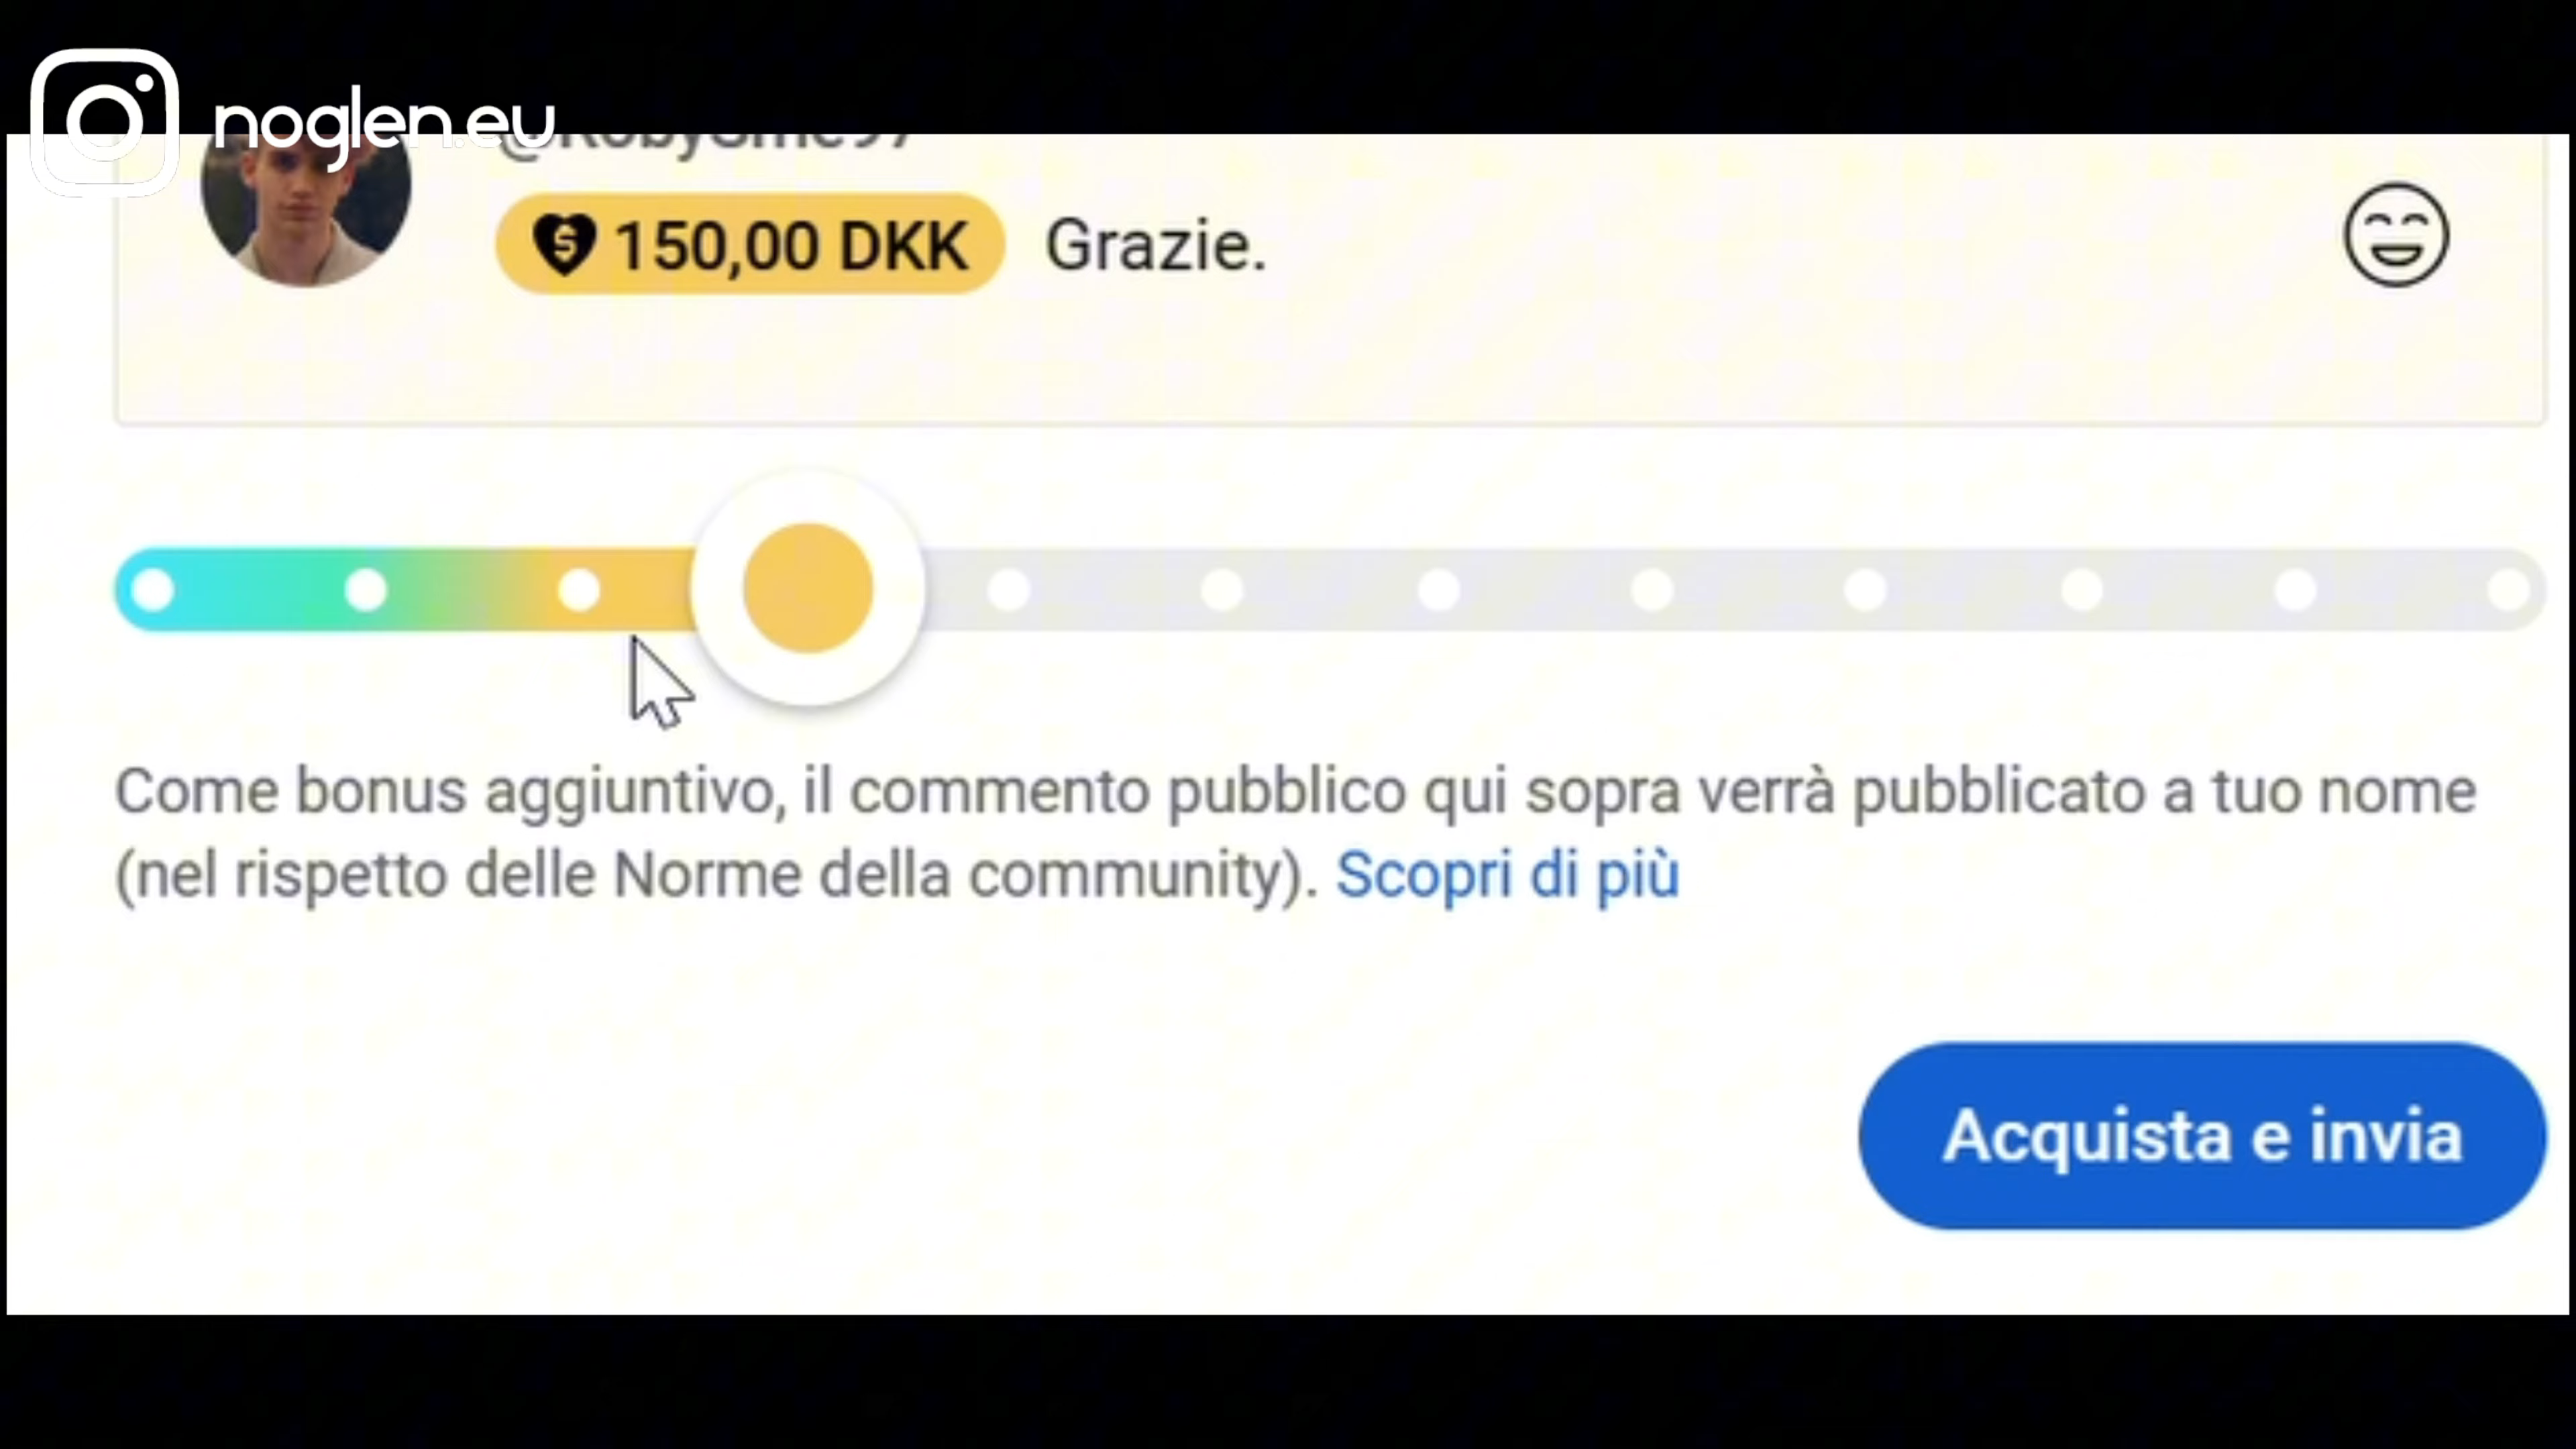 noglen.eu
150,00 DKK Grazie.
Come bonus aggiuntivo, il commento pubblico qui sopra verrà pubblicato a tuo nome
(nel rispetto delle Norme della community). Scopri di più
Acquista e invia